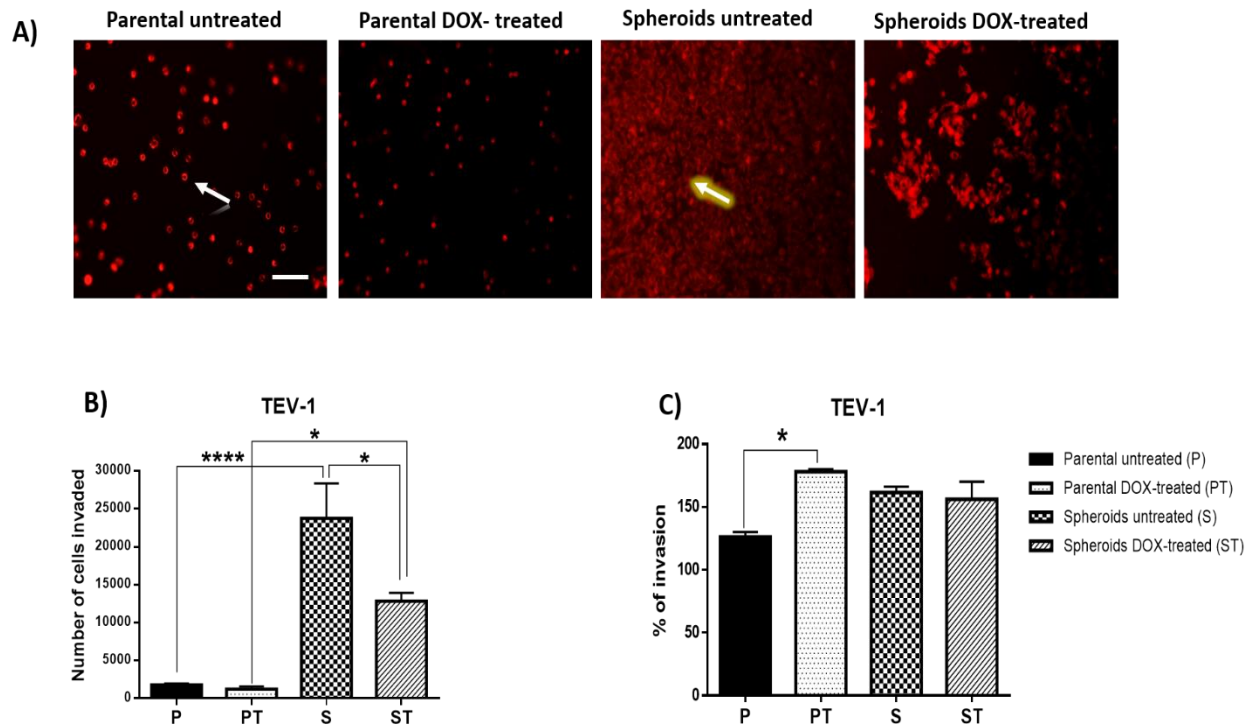 Parental untreated
Parental DOX- treated
Spheroids untreated
Spheroids DOX-treated
A)
B)
TEV-1
****
*
*
Number of cells invaded
30000
25000
20000
15000
10000
5000
0
P
PT
S
ST
C)
TEV-1
*
% of invasion
200
150
100
50
0
P
PT
S
ST
Parental untreated (P)
Parental DOX-treated (PT)
Spheroids untreated (S)
Spheroids DOX-treated (ST)